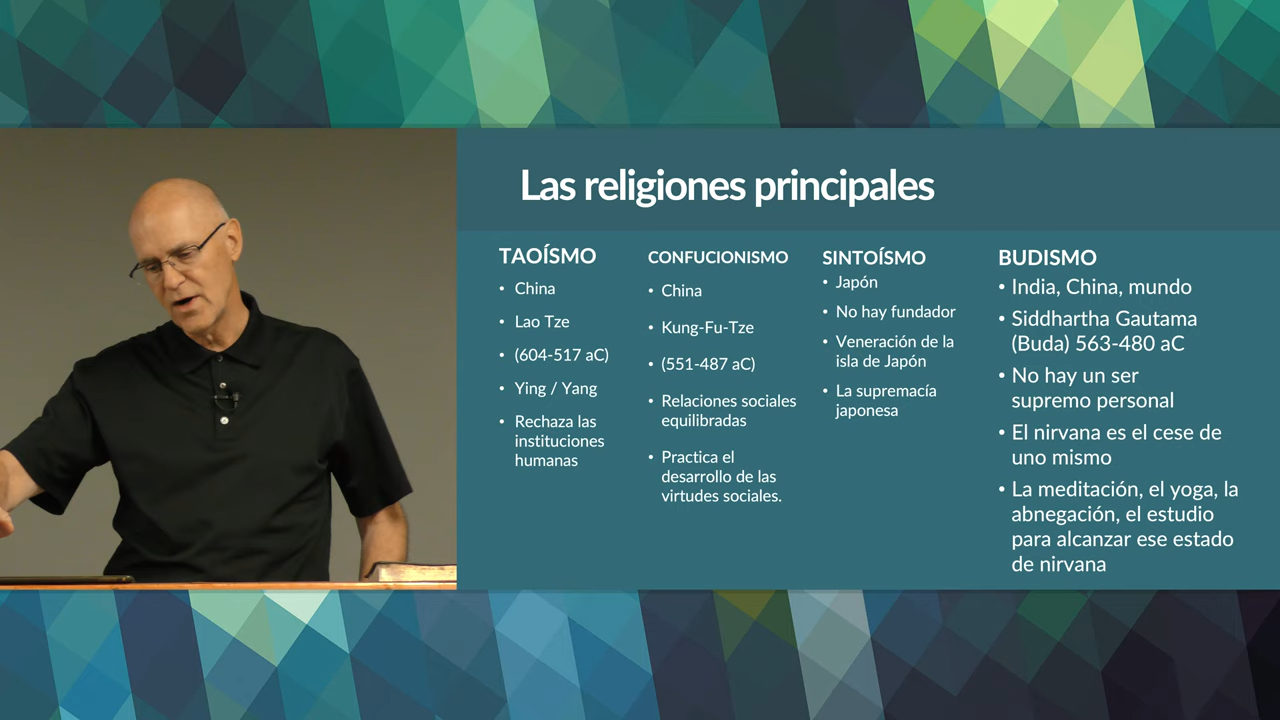 Las religiones principales
TAOÍSMO
• China
• Lao Tze
• (604-517 aC)
• Ying / Yang
• Rechaza las
instituciones
humanas
CONFUCIONISMO
• China
• Kung-Fu-Tze
• (551-487 aC)
• Relaciones sociales
equilibradas
• Practica el
desarrollo de las
virtudes sociales.
SINTOÍSMO
• Japón
• No hay fundador
• Veneración de la
isla de Japón
• La supremacía
japonesa
BUDISMO
• India, China, mundo
• Siddhartha Gautama
(Buda) 563-480 aC
• No hay un ser
supremo personal
• El nirvana es el cese de
uno mismo
• La meditación, el yoga, la
abnegación, el estudio
para alcanzar ese estado
de nirvana